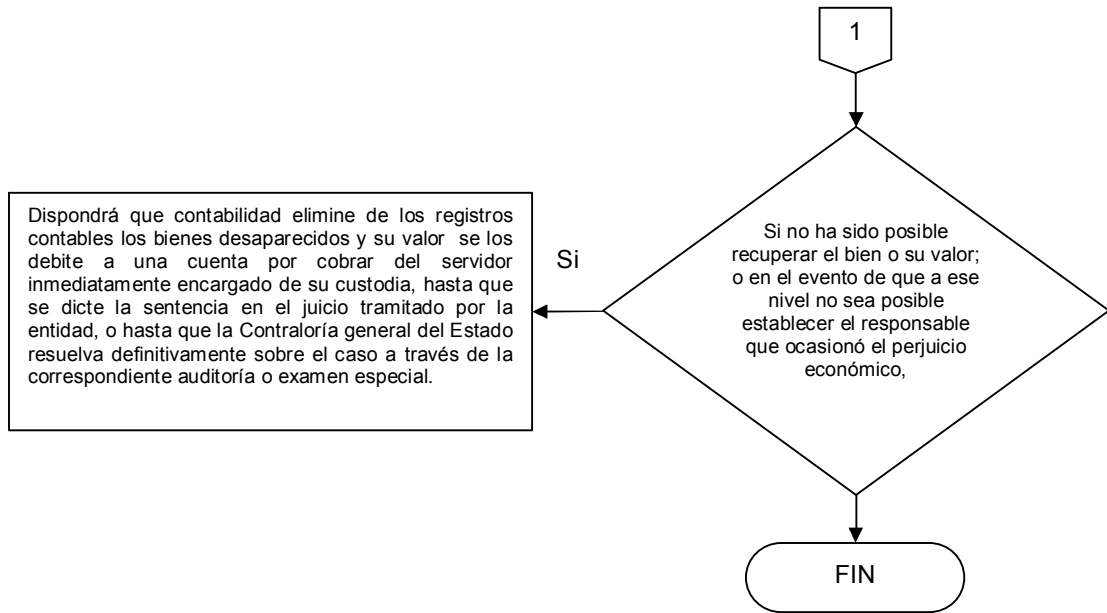 1
Si no ha sido posible
recuperar el bien o su valor;
o en el evento de que a ese
nivel no sea posible
establecer el responsable
que ocasionó el perjuicio
económico,
Si
Dispondrá que contabilidad elimine de los registros
contables los bienes desaparecidos y su valor se los
debite a una cuenta por cobrar del servidor
inmediatamente encargado de su custodia, hasta que
se dicte la sentencia en el juicio tramitado por la
entidad, o hasta que la Contraloría general del Estado
resuelva definitivamente sobre el caso a través de la
correspondiente auditoría o examen especial.
FIN